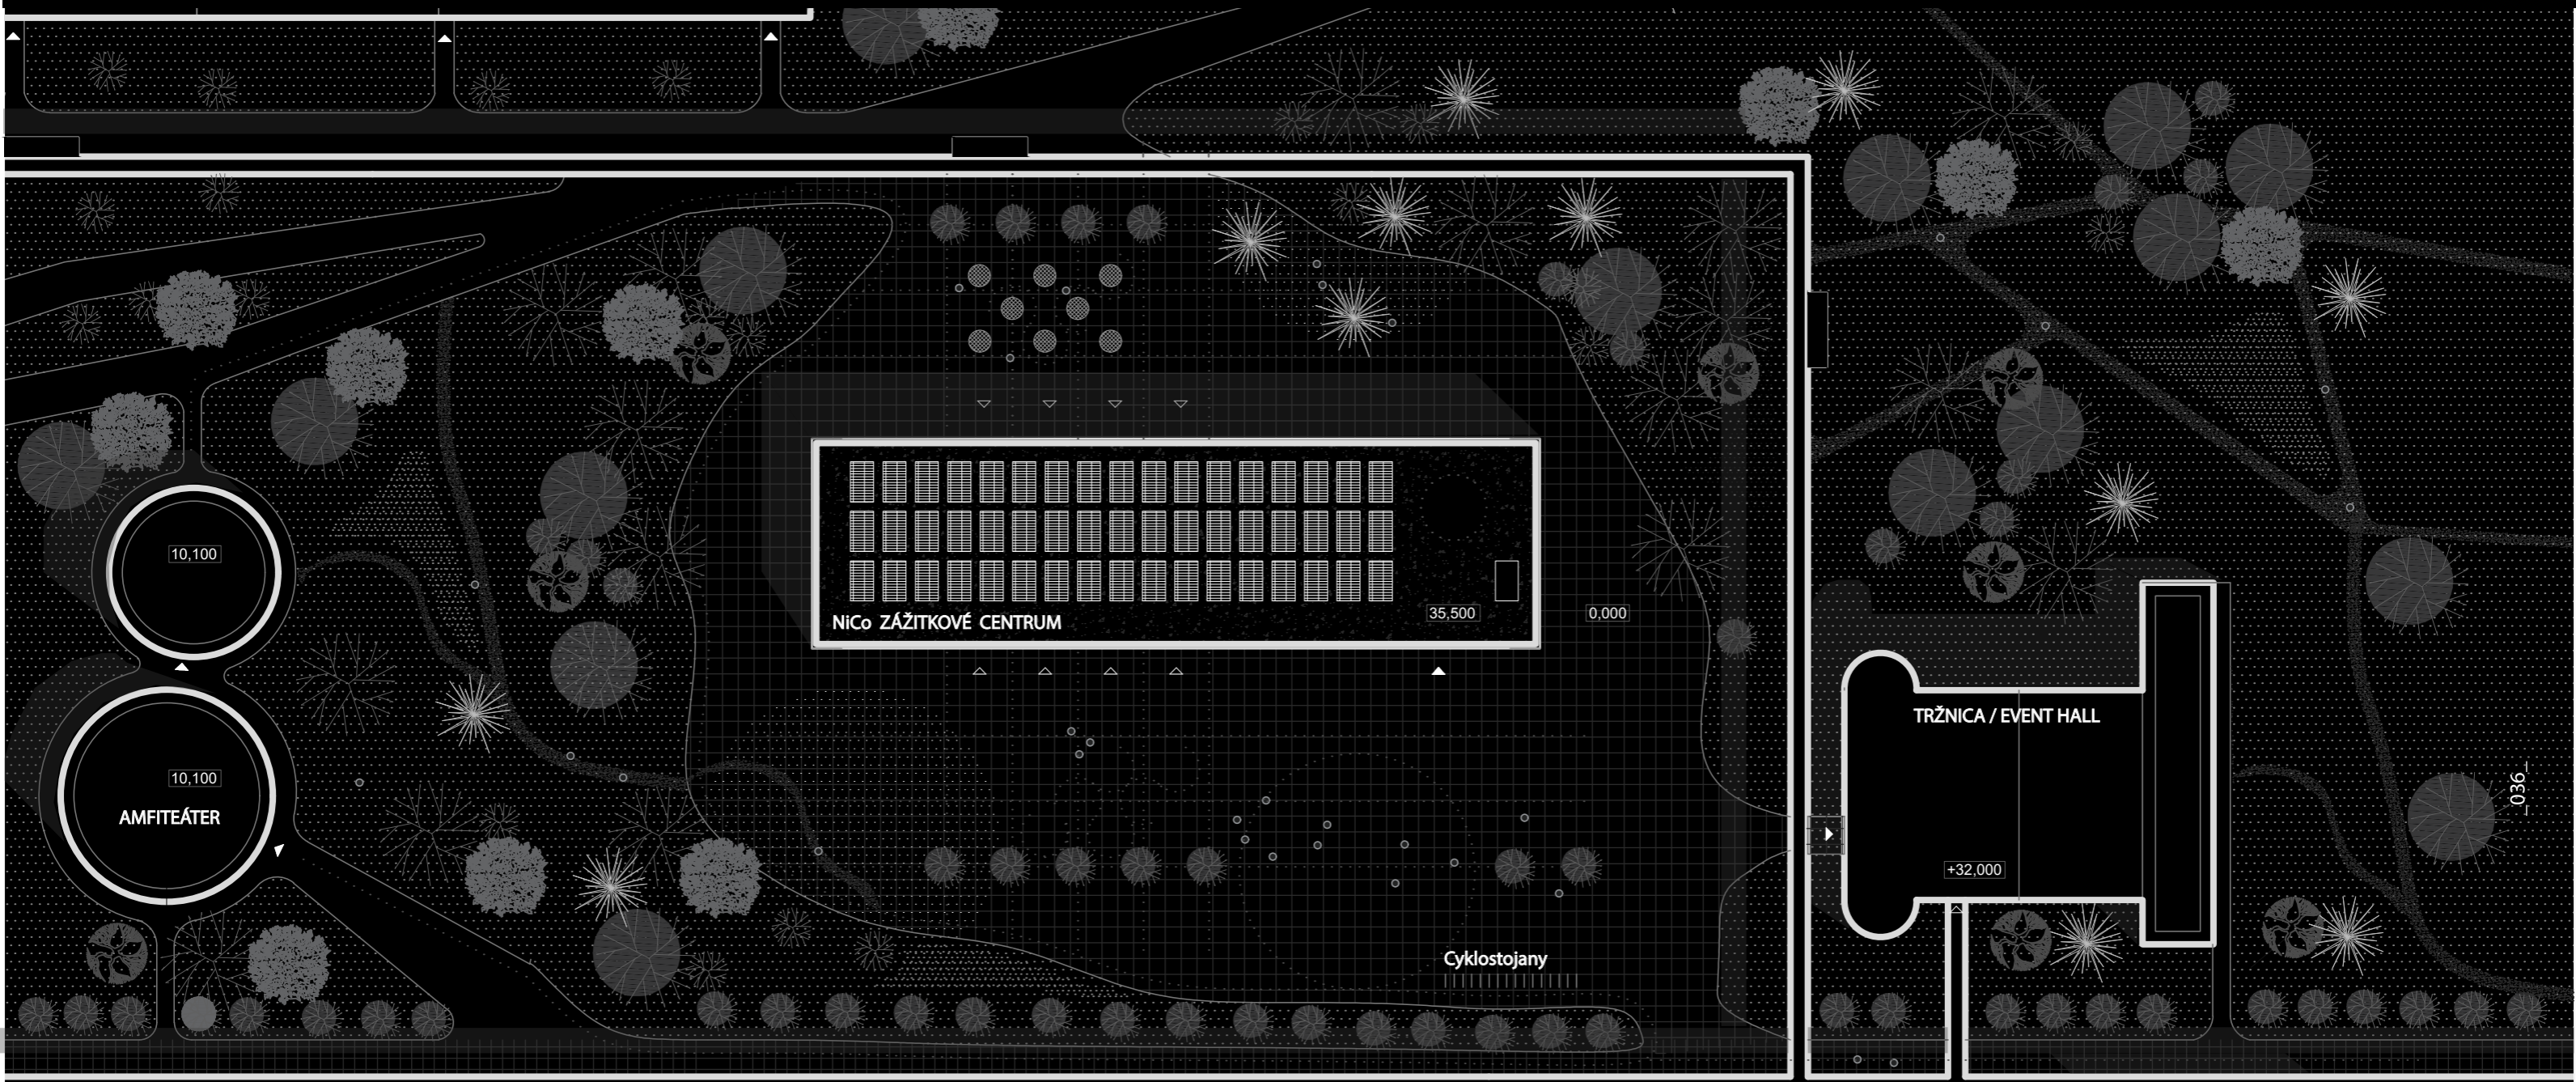 10,100
10,100
AMFITEÁTER
NiCo ZÁŽITKOVÉ CENTRUM
35,500
0,000
Cyklostojany
TRŽNICA / EVENT HALL
+32,000
_036_